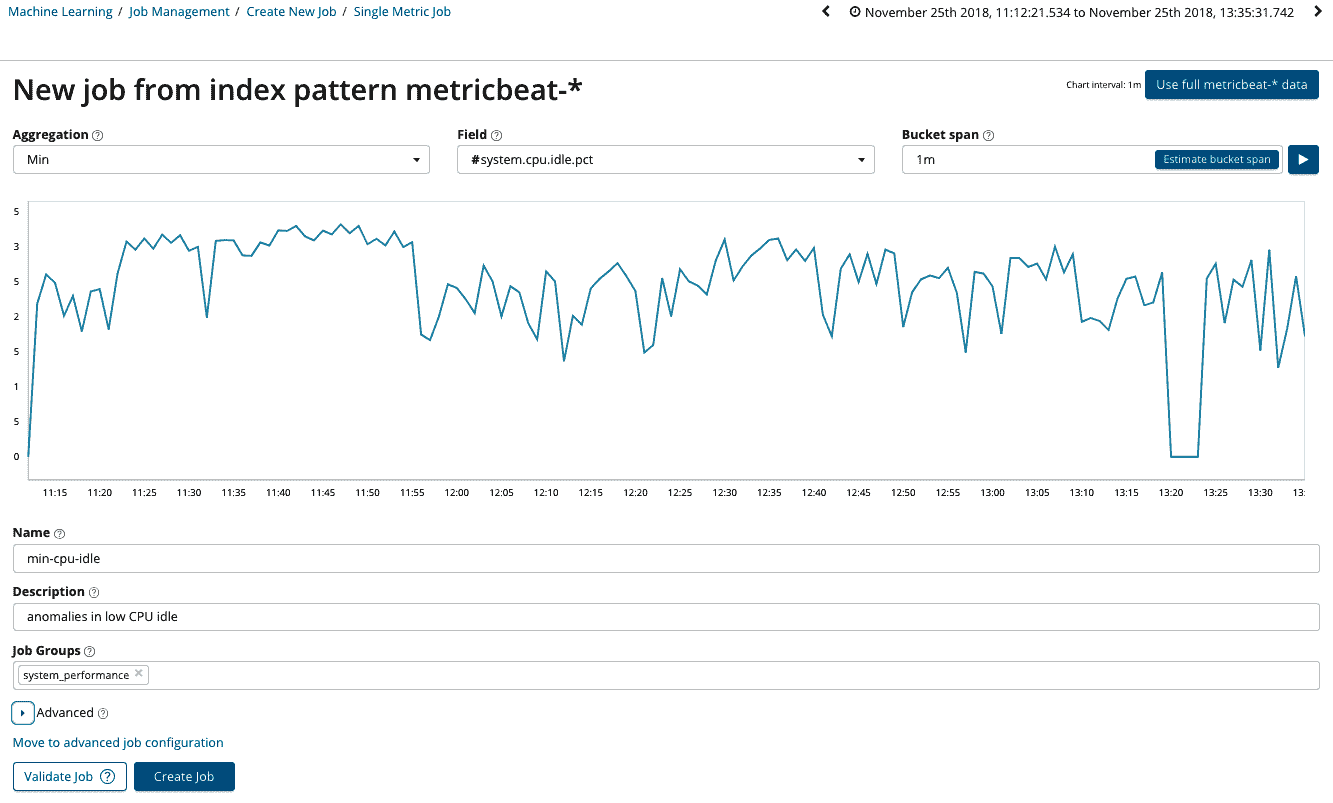 Machine Learning / Job Management / Create New Job / Single Metric Job
November 25th 2018, 11:12:21.534 to November 25th 2018, 13:35:31.742
New job from index pattern metricbeat-*
Chart interval: 1m
Use full metricbeat-* data
Aggregation
Field
Bucket span
Min
#system.cpu.idle.pct
1m
Estimate bucket span
5
3
5
2
5
1
5
0
11:15 11:20 11:25 11:30 11:35 11:40 11:45 11:50 11:55 12:00 12:05 12:10 12:15 12:20 12:25 12:30 12:35 12:40 12:45 12:50 12:55 13:00 13:05 13:10 13:15 13:20 13:25 13:30 13:
Name
min-cpu-idle
Description
anomalies in low CPU idle
Job Groups
system_performance
Advanced
Move to advanced job configuration
Validate Job
Create Job